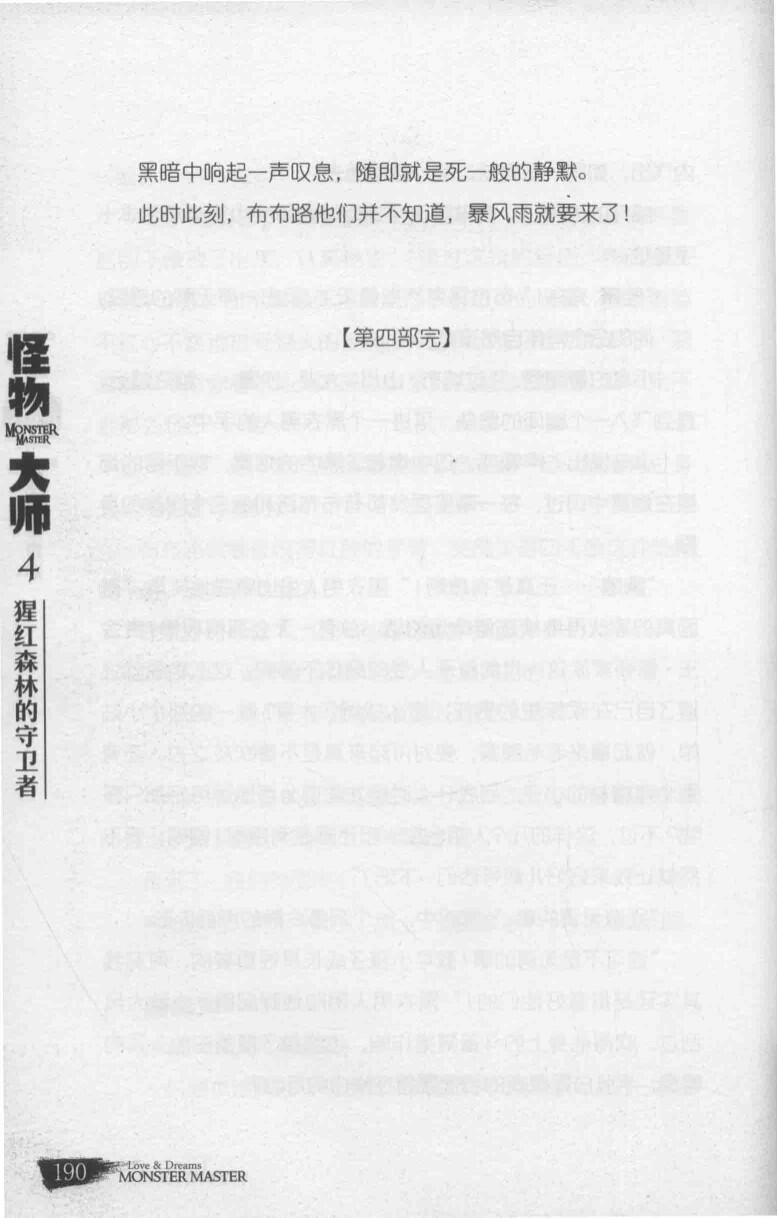 黑暗中响起一声叹息，随即就是死一般的静默。
此时此刻，布布路他们并不知道，暴风雨就要来了！
【第四部完】
怪物
MONSTER
MASTER
大师
4
猩红森林的守卫者
190
Love & Dreams
MONSTER MASTER